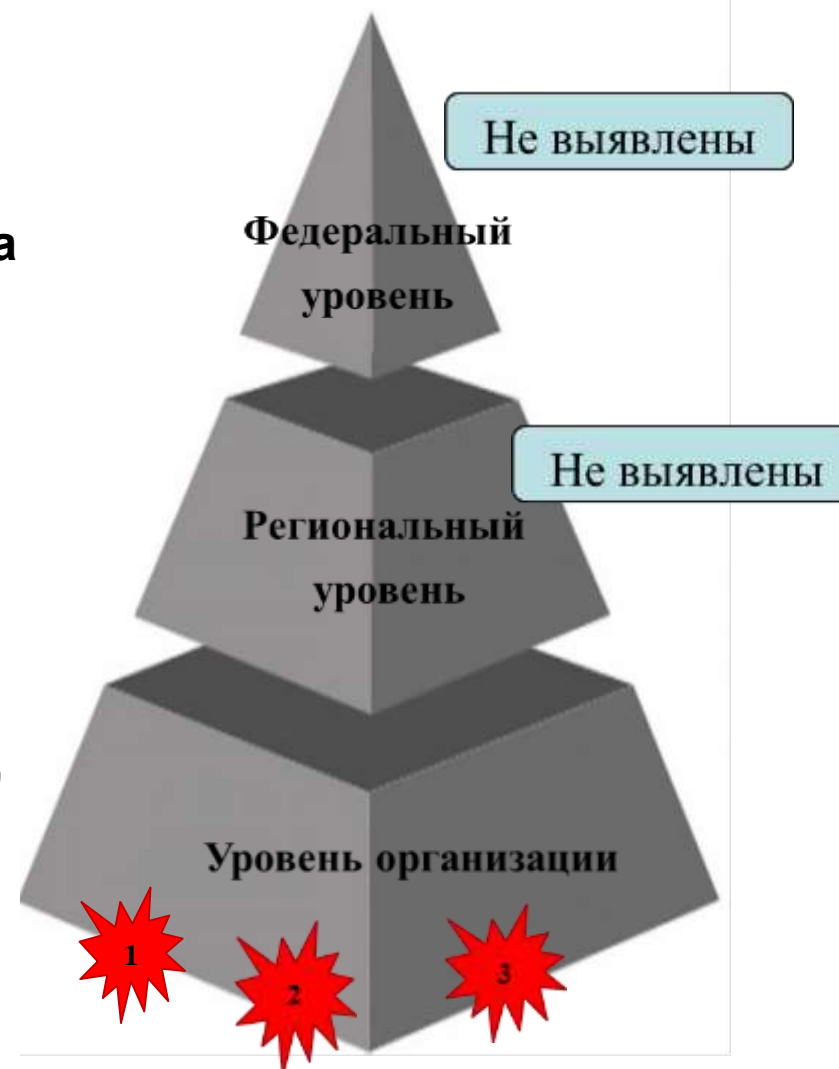 Не выявлены
а
Федеральный
уровень
Не выявлены
Региональный
уровень
Уровень организации
1
2
3